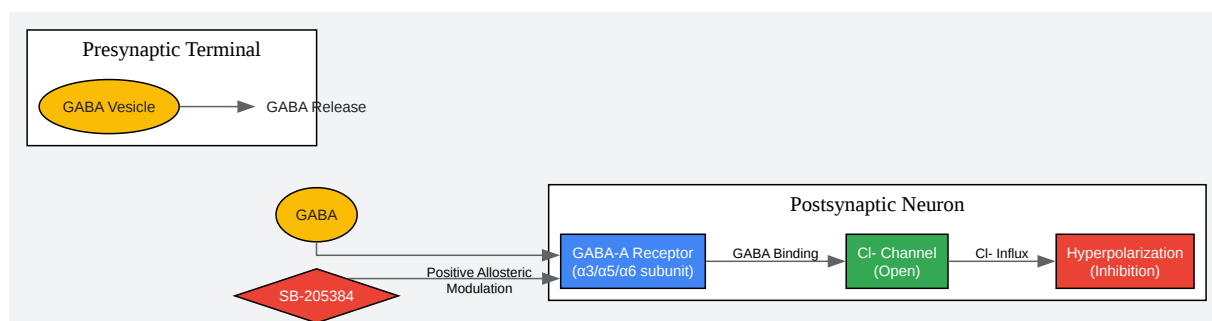 Presynaptic Terminal
GABA Vesicle
GABA Release
GABA
SB-205384
Positive Allosteric
Modulation
Postsynaptic Neuron
GABA-A Receptor
(α3/α5/α6 subunit)
GABA Binding
Cl- Channel
(Open)
Cl- Influx
Hyperpolarization
(Inhibition)